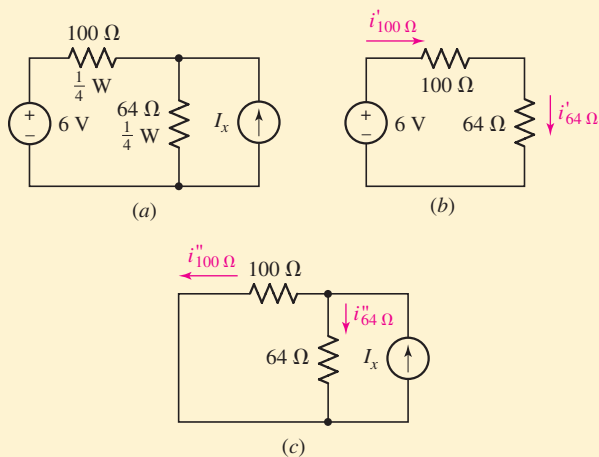 100 Ω
1/4 W
+
−
6 V
64 Ω
1/4 W
I_x
(a)
i'_100 Ω
100 Ω
+
−
6 V
64 Ω
i'_64 Ω
(b)
i"_100 Ω
100 Ω
i"_64 Ω
64 Ω
I_x
(c)